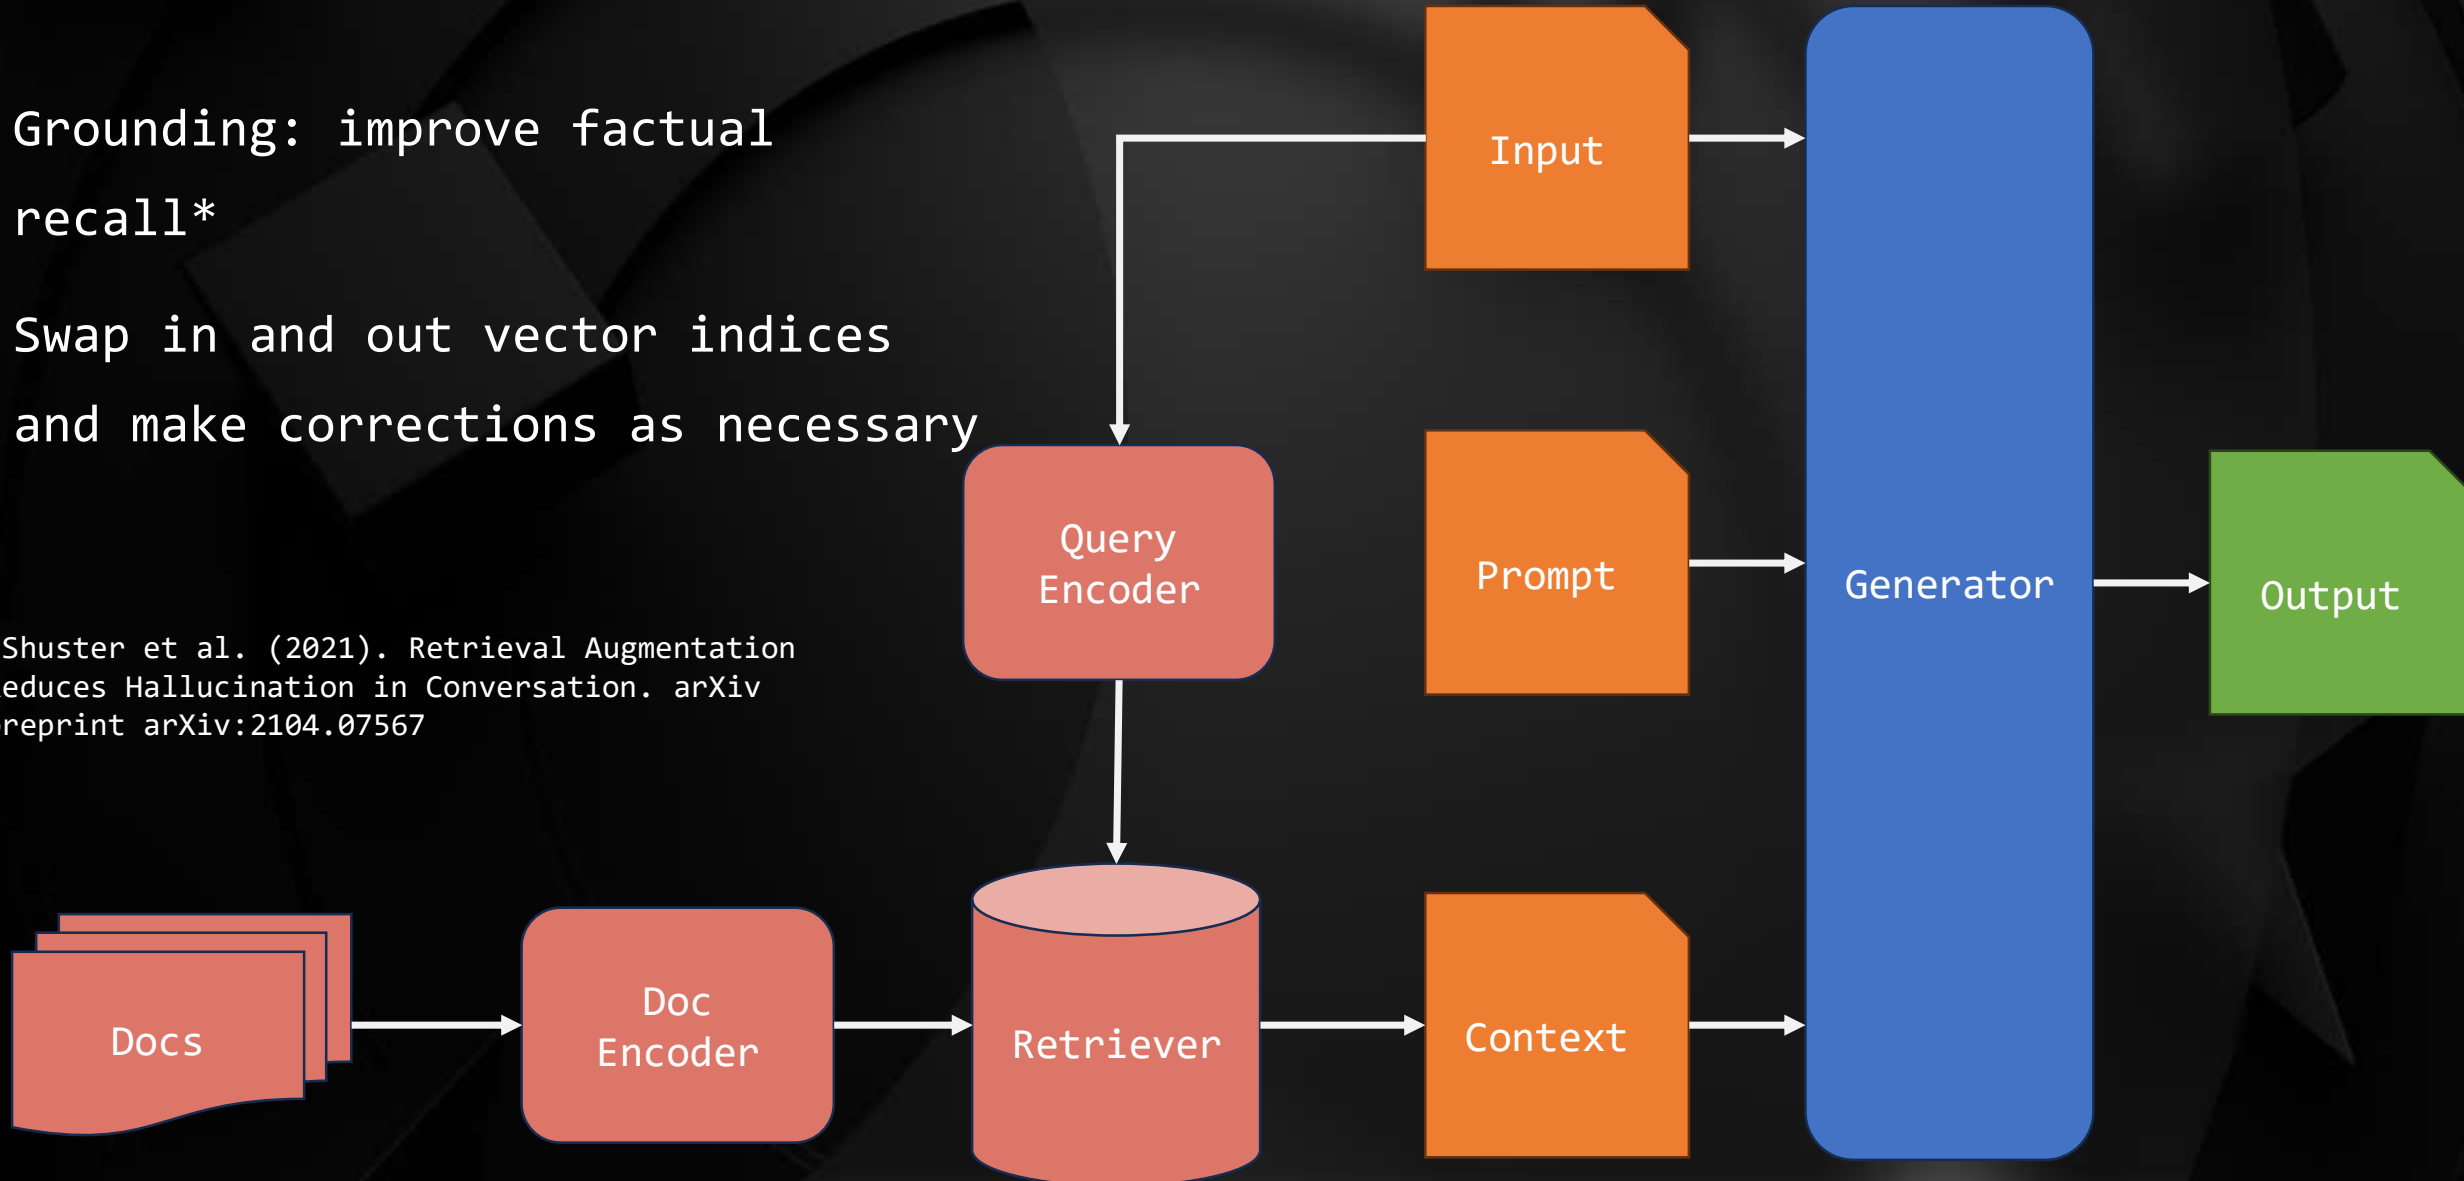 Grounding: improve factual
recall*
Swap in and out vector indices
and make corrections as necessary
Shuster et al. (2021). Retrieval Augmentation
educes Hallucination in Conversation. arXiv
reprint arXiv:2104.07567
Input
Query
Encoder
Prompt
Generator
Output
Docs
Doc
Encoder
Retriever
Context